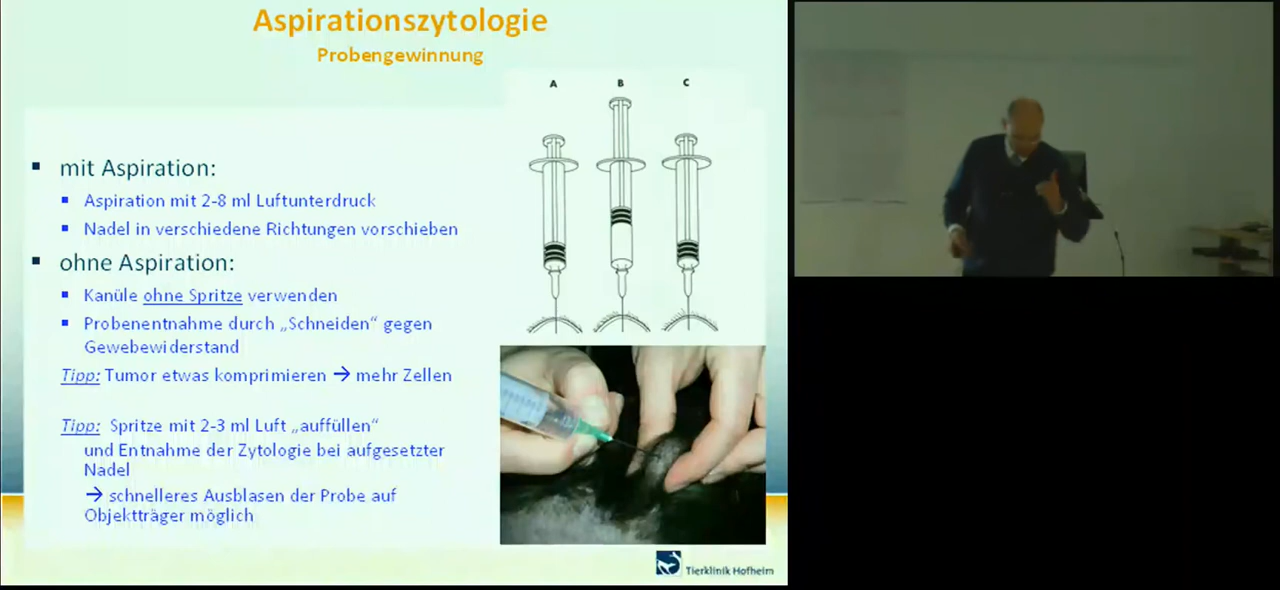 Aspirationszytologie
Probengewinnung
A B C
▪ mit Aspiration:
▪ Aspiration mit 2-8 ml Luftunterdruck
▪ Nadel in verschiedene Richtungen vorschieben
▪ ohne Aspiration:
▪ Kanüle ohne Spritze verwenden
▪ Probenentnahme durch „Schneiden“ gegen
Gewebewiderstand
Tipp: Tumor etwas komprimieren → mehr Zellen
Tipp: Spritze mit 2-3 ml Luft „auffüllen“
und Entnahme der Zytologie bei aufgesetzter
Nadel
→ schnelleres Ausblasen der Probe auf
Objektträger möglich
Tierklinik Hofheim